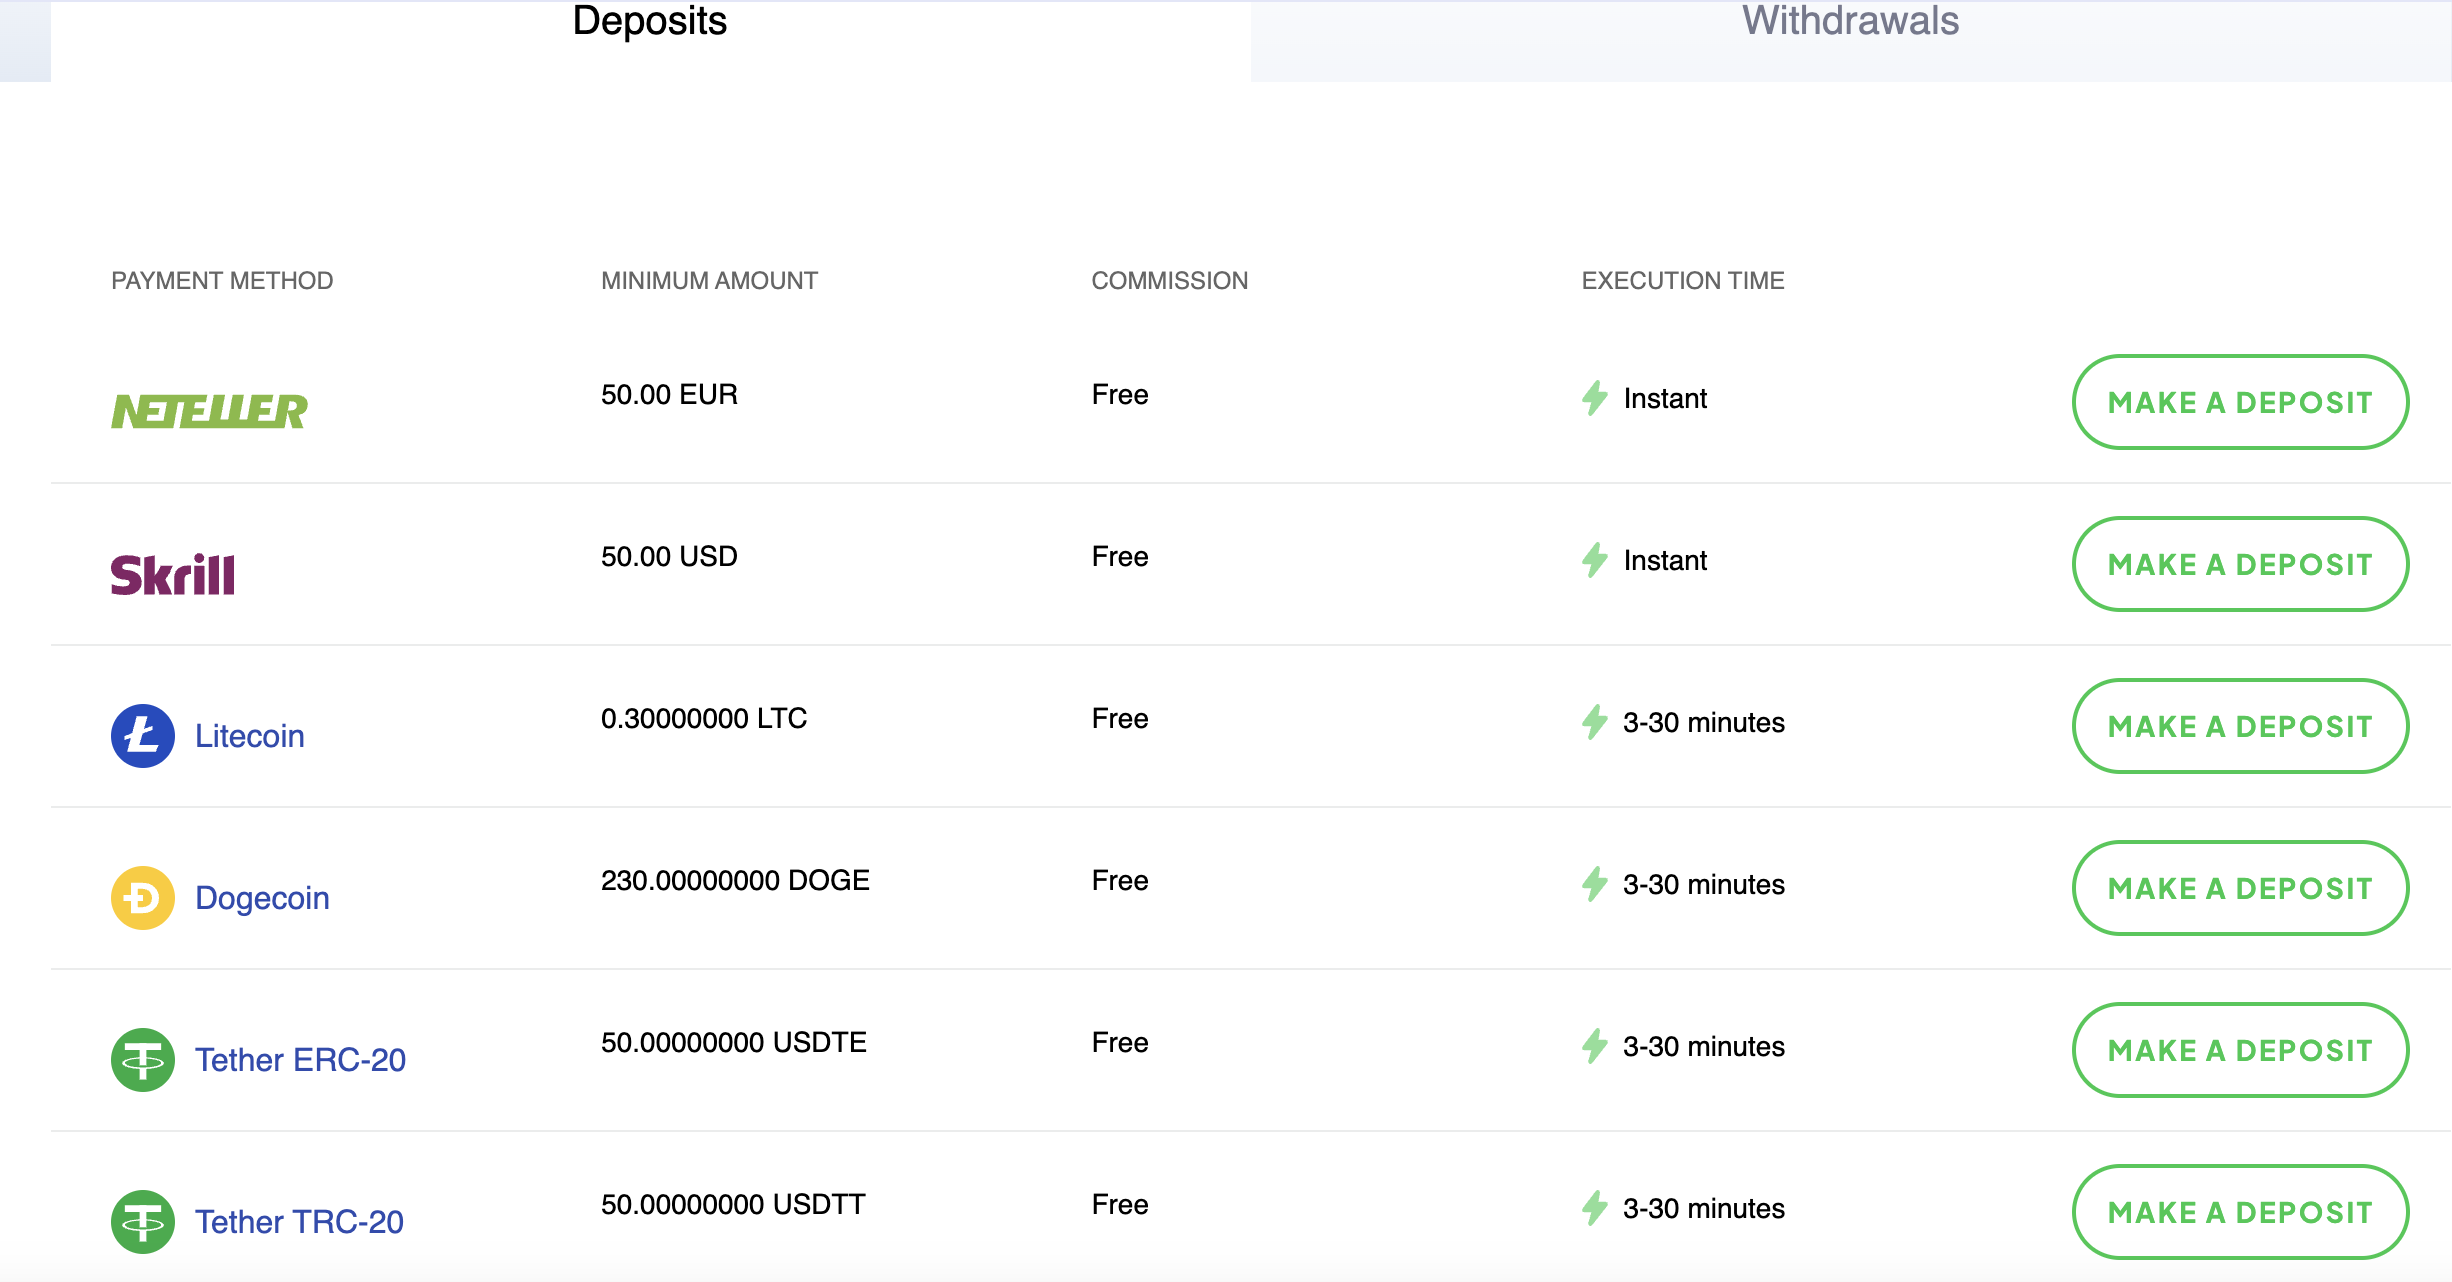 Deposits Withdrawals
PAYMENT METHOD MINIMUM AMOUNT COMMISSION EXECUTION TIME
NETELLER 50.00 EUR Free Instant MAKE A DEPOSIT
Skrill 50.00 USD Free Instant MAKE A DEPOSIT
Litecoin 0.30000000 LTC Free 3-30 minutes MAKE A DEPOSIT
Dogecoin 230.00000000 DOGE Free 3-30 minutes MAKE A DEPOSIT
Tether ERC-20 50.00000000 USDTE Free 3-30 minutes MAKE A DEPOSIT
Tether TRC-20 50.00000000 USDTT Free 3-30 minutes MAKE A DEPOSIT